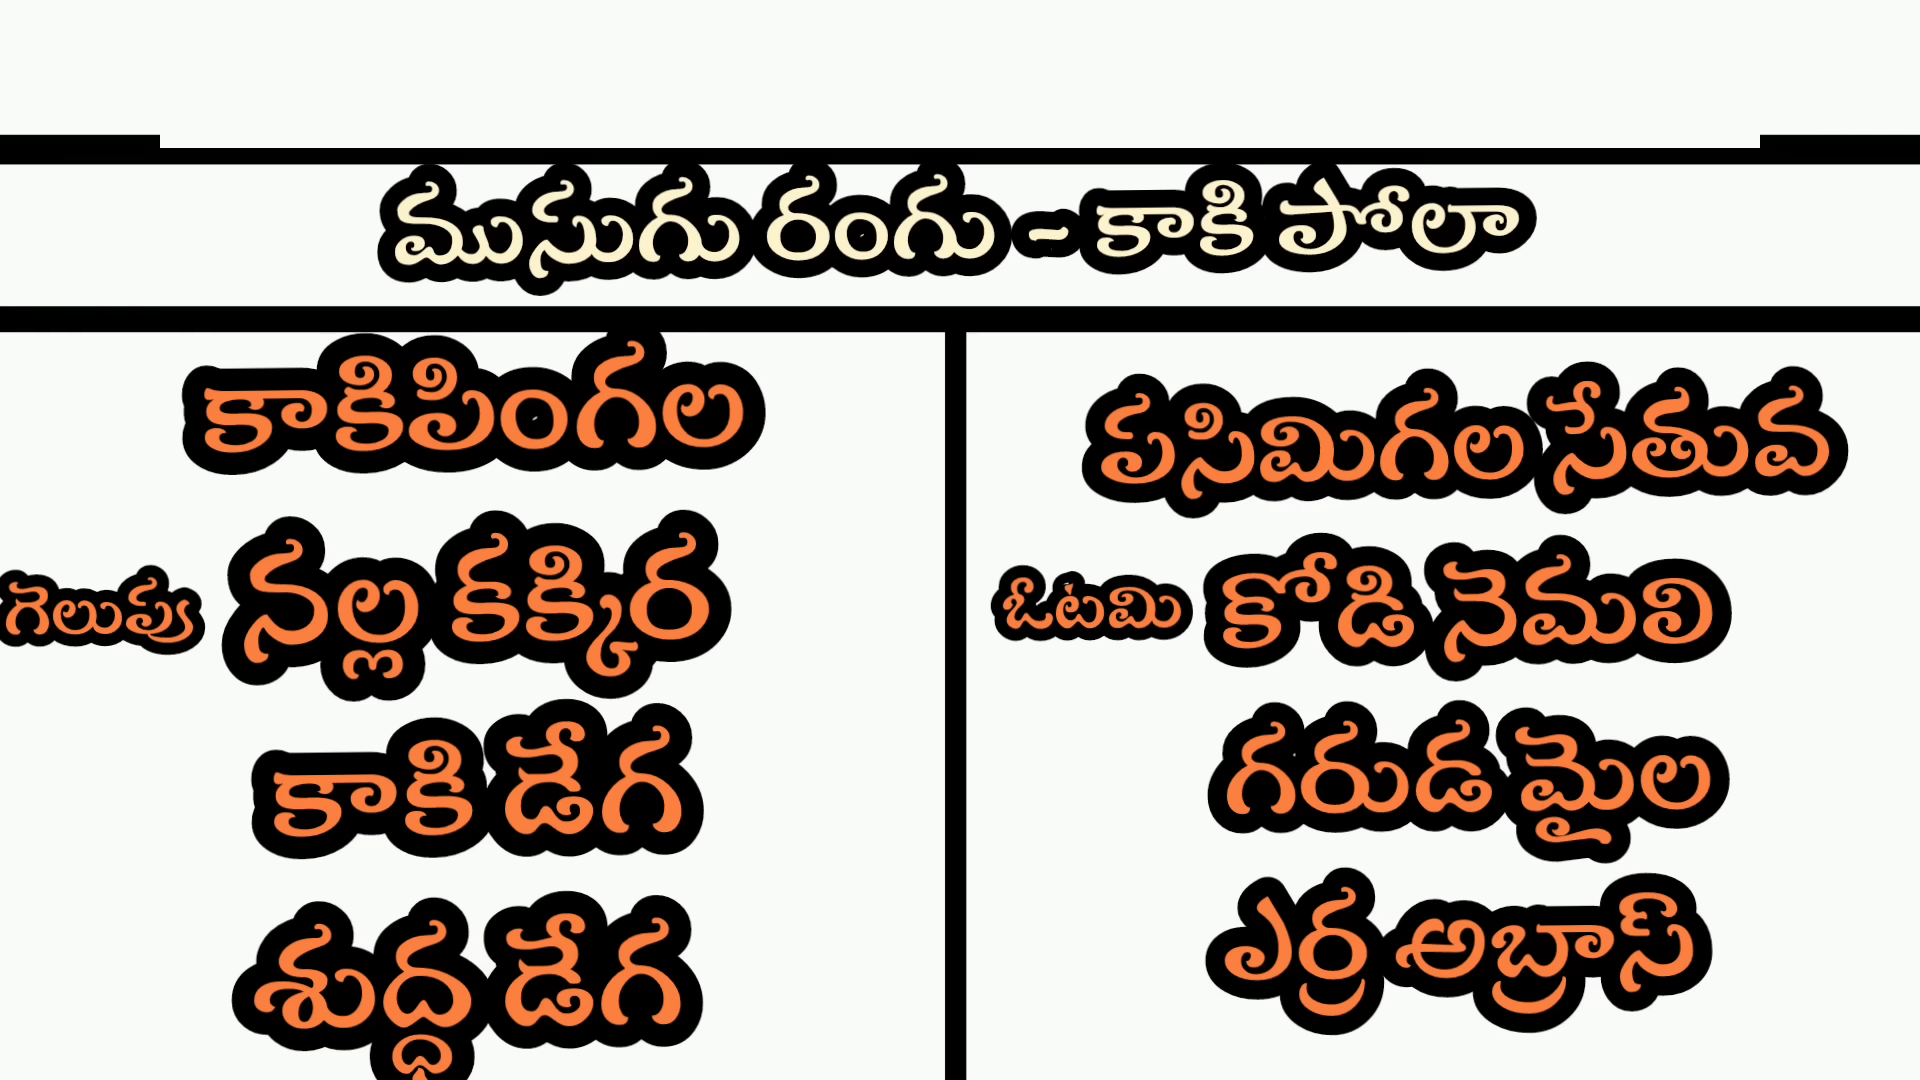 ముసుగు రంగు - కాకి పోలా
కాకిపింగల
నల్ల కక్కిర
గెలుపు
కాకి డేగ
శుద్ధ డేగ
పసిమిగల సేతువ
కోడి నెమలి
ఓటమి
గరుడ మైల
ఎర్ర అబ్రాస్